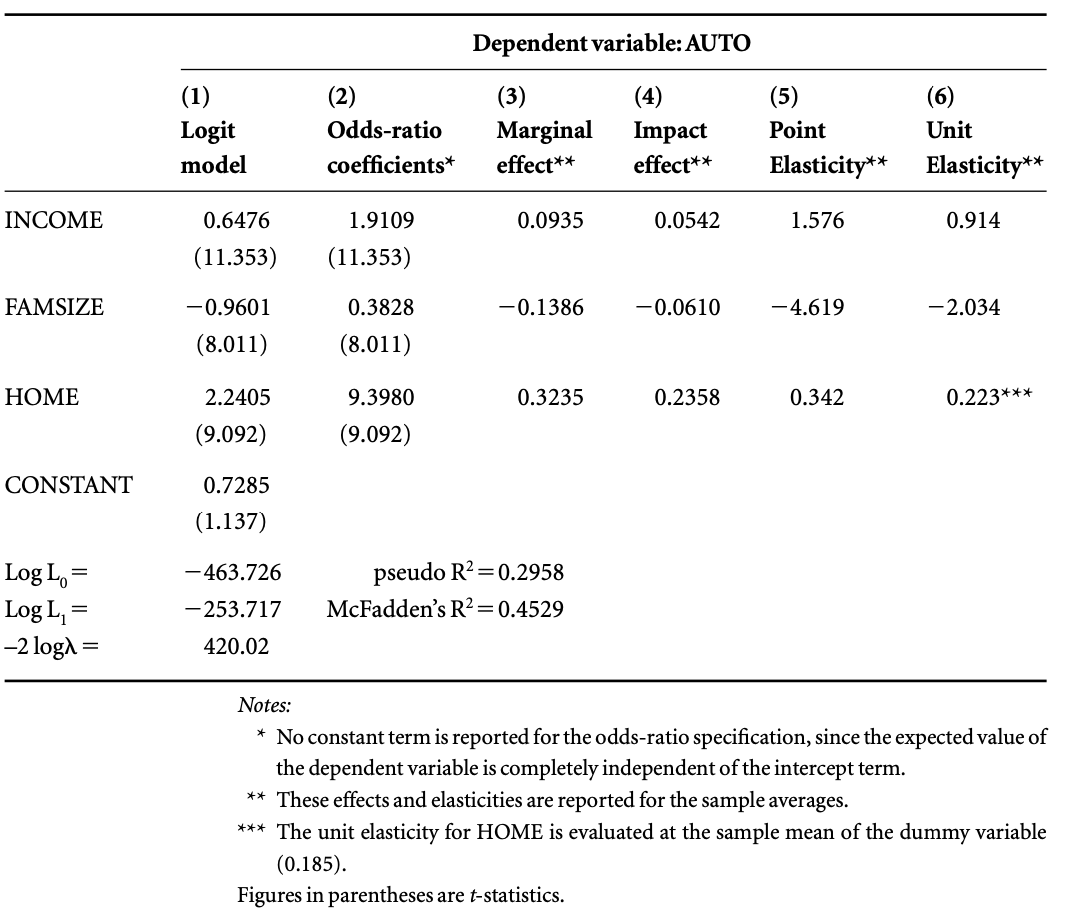 Dependent variable: AUTO
(1) (2) (3) (4) (5) (6)
Logit Odds-ratio Marginal Impact Point Unit
model coefficients* effect** effect** Elasticity** Elasticity**
INCOME 0.6476 1.9109 0.0935 0.0542 1.576 0.914
(11.353) (11.353)
FAMSIZE −0.9601 0.3828 −0.1386 −0.0610 −4.619 −2.034
(8.011) (8.011)
HOME 2.2405 9.3980 0.3235 0.2358 0.342 0.223***
(9.092) (9.092)
CONSTANT 0.7285
(1.137)
Log L₀ = −463.726 pseudo R² = 0.2958
Log L₁ = −253.717 McFadden's R² = 0.4529
–2 logλ = 420.02
Notes:
* No constant term is reported for the odds-ratio specification, since the expected value of
the dependent variable is completely independent of the intercept term.
** These effects and elasticities are reported for the sample averages.
*** The unit elasticity for HOME is evaluated at the sample mean of the dummy variable
(0.185).
Figures in parentheses are t-statistics.